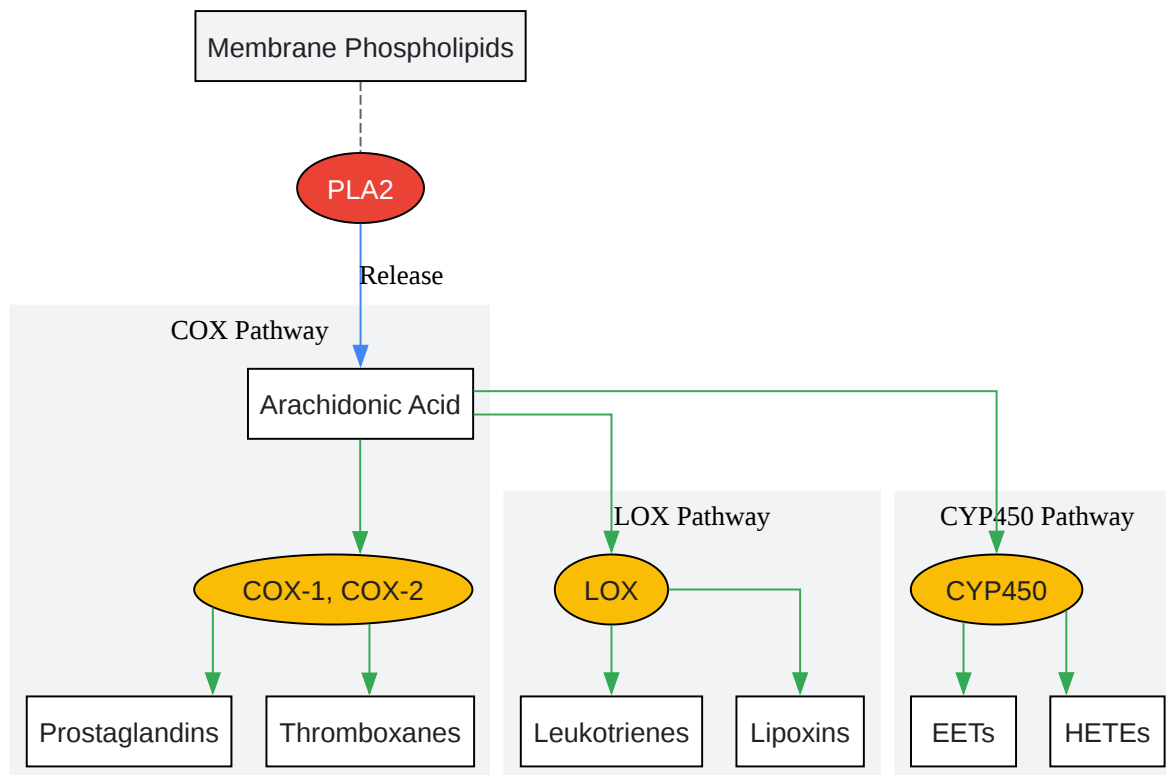 Membrane Phospholipids
PLA2
Release
COX Pathway
Arachidonic Acid
LOX Pathway
CYP450 Pathway
COX-1, COX-2
LOX
CYP450
Prostaglandins
Thromboxanes
Leukotrienes
Lipoxins
EETs
HETEs